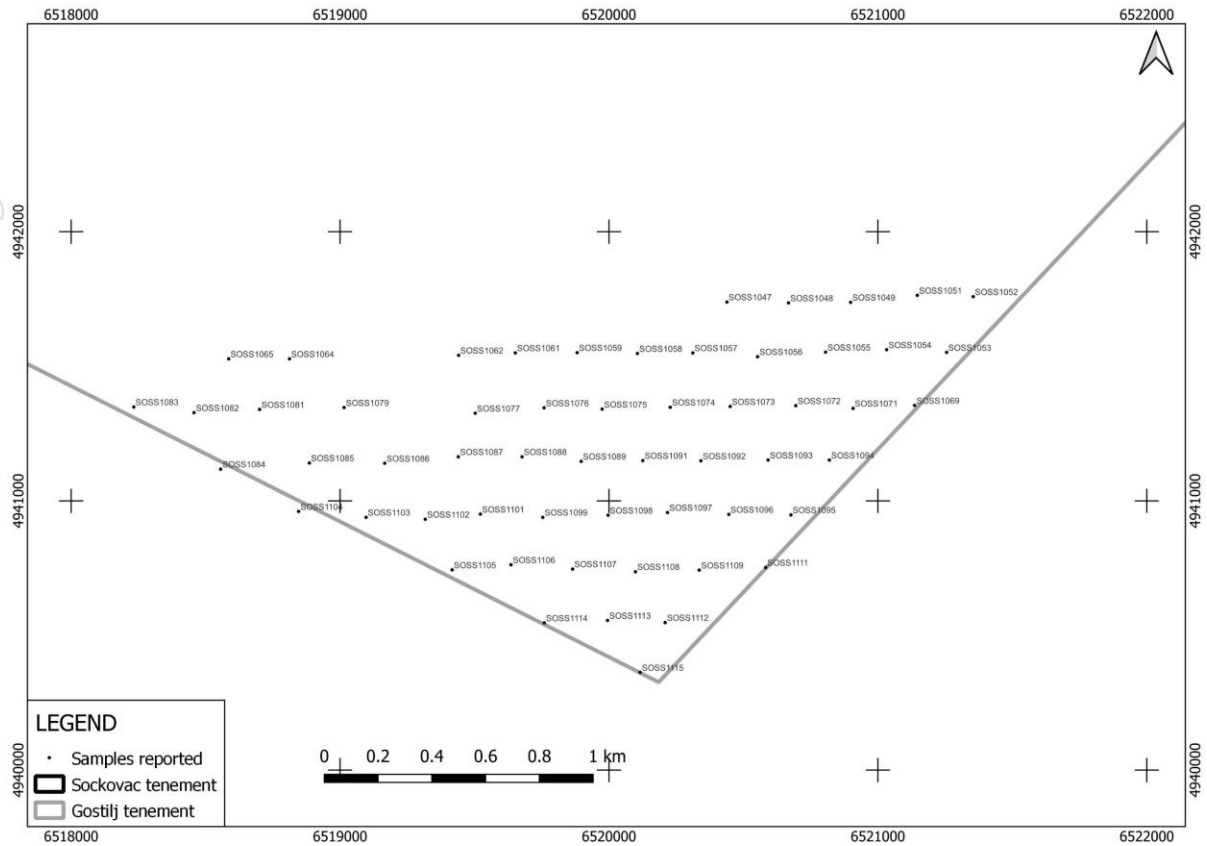 6518000 6519000 6520000 6521000 6522000
4942000 4942000
SOSS1047 SOSS1048 SOSS1049 SOSS1051 SOSS1052
SOSS1065 SOSS1064 SOSS1062 SOSS1061 SOSS1059 SOSS1058 SOSS1057 SOSS1056 SOSS1055 SOSS1054 SOSS1053
SOSS1083 SOSS1082 SOSS1081 SOSS1079 SOSS1077 SOSS1076 SOSS1075 SOSS1074 SOSS1073 SOSS1072 SOSS1071 SOSS1069
SOSS1084 SOSS1085 SOSS1086 SOSS1087 SOSS1088 SOSS1089 SOSS1091 SOSS1092 SOSS1093 SOSS1094
4941000 4941000
SOSS1104 SOSS1103 SOSS1102 SOSS1101 SOSS1099 SOSS1098 SOSS1097 SOSS1096 SOSS1095
SOSS1105 SOSS1106 SOSS1107 SOSS1108 SOSS1109 SOSS1111
SOSS1114 SOSS1113 SOSS1112
SOSS1115
LEGEND
Samples reported
Sockovac tenement
Gostilj tenement
0 0.2 0.4 0.6 0.8 1 km
4940000 4940000
6518000 6519000 6520000 6521000 6522000